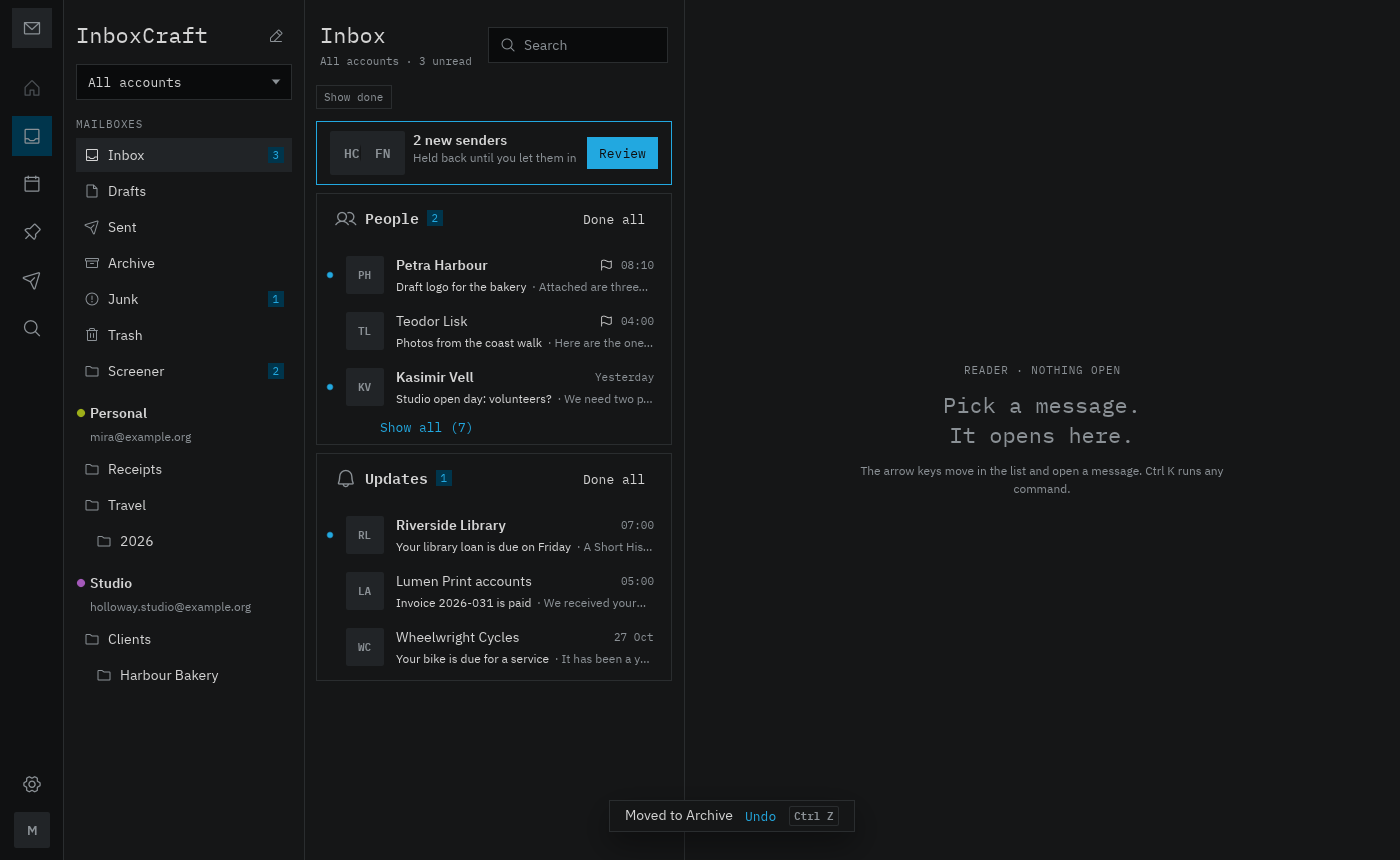 InboxCraft
All accounts
MAILBOXES
Inbox 3
Drafts
Sent
Archive
Junk 1
Trash
Screener 2
Personal
mira@example.org
Receipts
Travel
2026
Studio
holloway.studio@example.org
Clients
Harbour Bakery
M
Inbox
All accounts · 3 unread
Search
Show done
HC FN
2 new senders
Held back until you let them in
Review
People 2
Done all
PH
Petra Harbour 08:10
Draft logo for the bakery · Attached are three…
TL
Teodor Lisk 04:00
Photos from the coast walk · Here are the one…
KV
Kasimir Vell Yesterday
Studio open day: volunteers? · We need two p…
Show all (7)
Updates 1
Done all
RL
Riverside Library 07:00
Your library loan is due on Friday · A Short His…
LA
Lumen Print accounts 05:00
Invoice 2026-031 is paid · We received your…
WC
Wheelwright Cycles 27 Oct
Your bike is due for a service · It has been a y…
READER · NOTHING OPEN
Pick a message.
It opens here.
The arrow keys move in the list and open a message. Ctrl K runs any
command.
Moved to Archive Undo Ctrl Z